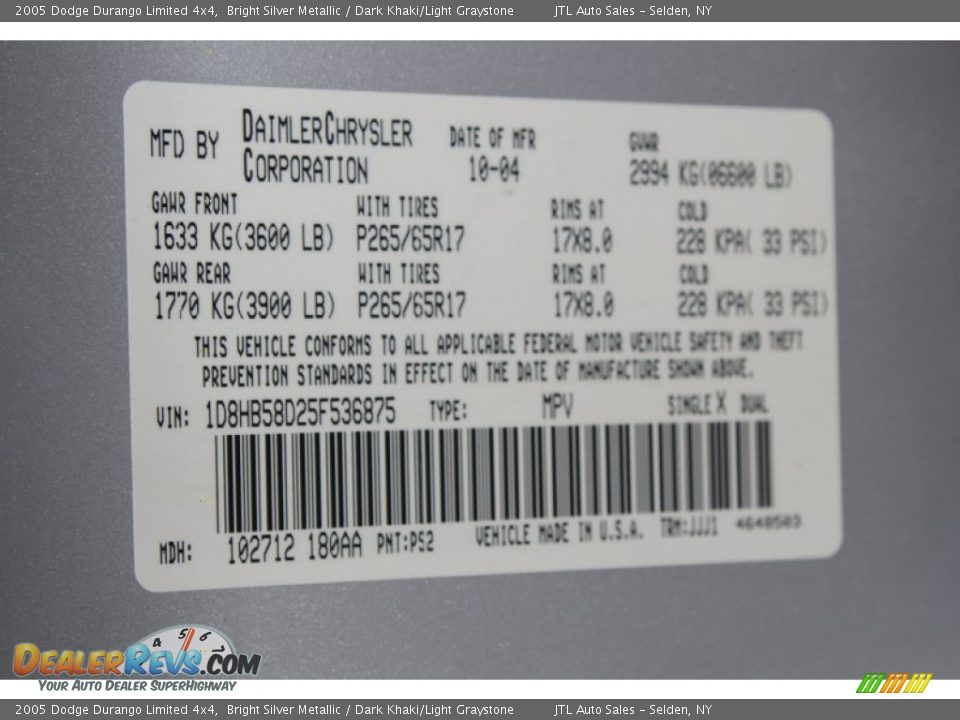 2005 Dodge Durango Limited 4x4,  Bright Silver Metallic / Dark Khaki/Light Graystone JTL Auto Sales - Selden, NY
MFD BY DAIMLERCHRYSLER CORPORATION DATE OF MFR 10-04 GVWR 2994 KG(06600 LB)
GAWR FRONT WITH TIRES RIMS AT COLD
1633 KG(3600 LB) P265/65R17 17X8.0 228 KPA( 33 PSI)
GAWR REAR WITH TIRES RIMS AT COLD
1770 KG(3900 LB) P265/65R17 17X8.0 228 KPA( 33 PSI)
THIS VEHICLE CONFORMS TO ALL APPLICABLE FEDERAL MOTOR VEHICLE SAFETY AND THEFT
PREVENTION STANDARDS IN EFFECT ON THE DATE OF MANUFACTURE SHOWN ABOVE.
VIN: 1D8HB58D25F536875 TYPE: MPV SINGLE X DUAL
MDH: 102712 180AA PNT:PS2 VEHICLE MADE IN U.S.A. TRM:JJJ1 4648503
4 5 6 7
DEALERREVS.COM
YOUR AUTO DEALER SUPERHIGHWAY
2005 Dodge Durango Limited 4x4,  Bright Silver Metallic / Dark Khaki/Light Graystone JTL Auto Sales - Selden, NY